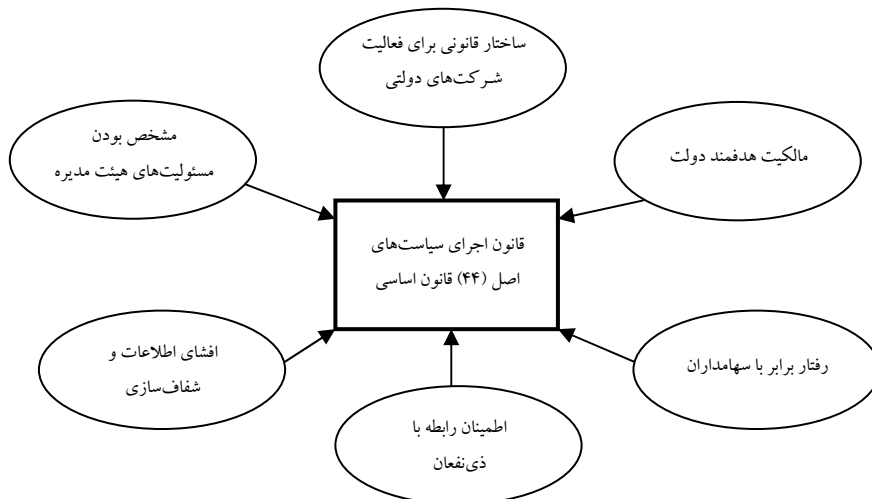 ساختار قانونی برای فعالیت
شرکت‌های دولتی
مالکیت هدفمند دولت
مشخص بودن
مسئولیت‌های هیئت مدیره
قانون اجرای سیاست‌های
اصل (۴۴) قانون اساسی
رفتار برابر با سهامداران
افشای اطلاعات و
شفاف‌سازی
اطمینان رابطه با
ذی‌نفعان